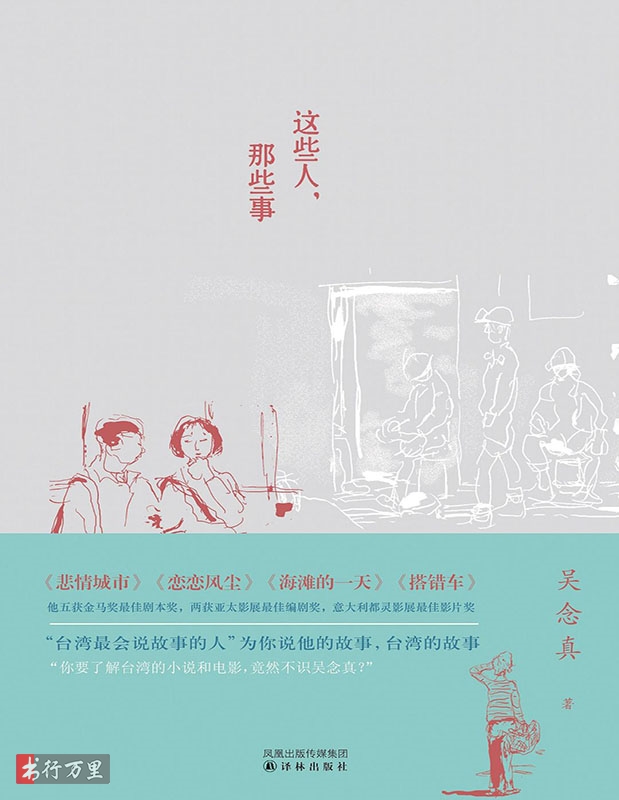 这些人，
那些事
《悲情城市》《恋恋风尘》《海滩的一天》《搭错车》
他五获金马奖最佳剧本奖，两获亚太影展最佳编剧奖，意大利都灵影展最佳影片奖
“台湾最会说故事的人”为你说他的故事，台湾的故事
“你要了解台湾的小说和电影，竟然不识吴念真？”
吴念真
著
凤凰出版传媒集团
译林出版社
书行万里